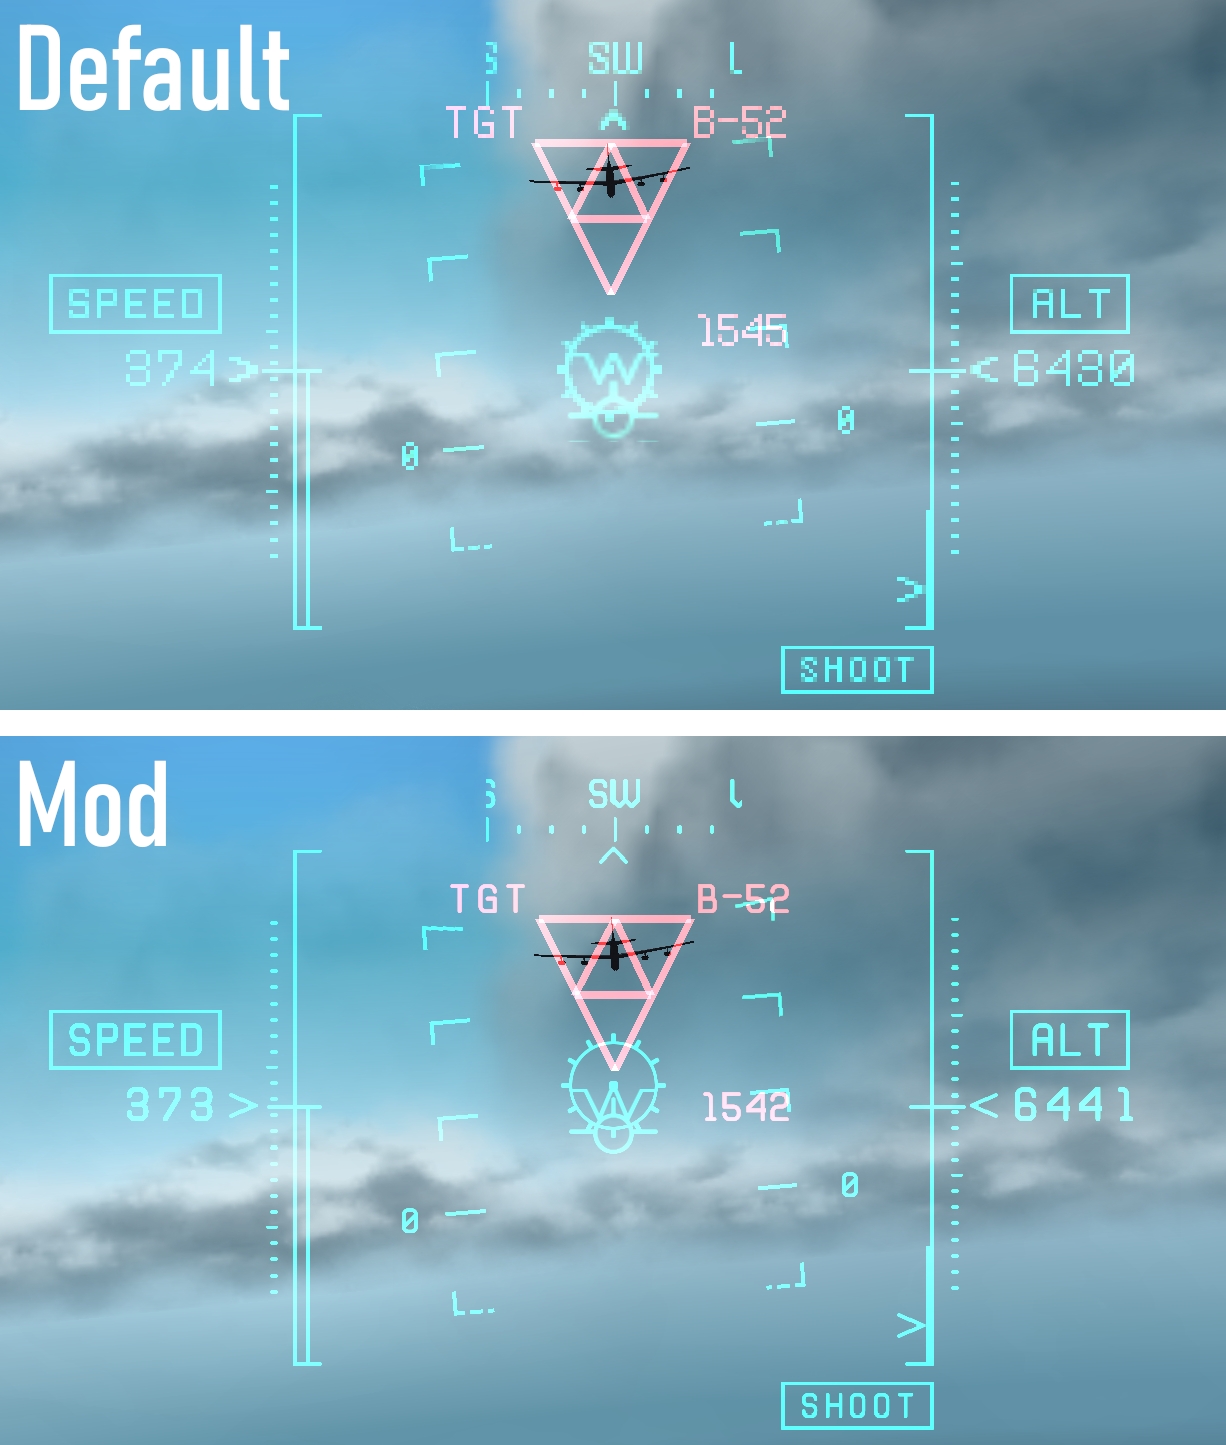 Default
S SW
TGT B-52
SPEED ALT
1545
374 > < 6430
W
0 0
>
SHOOT
Mod
S SW
TGT B-52
SPEED ALT
373 > < 6441
1542
0 0
>
SHOOT